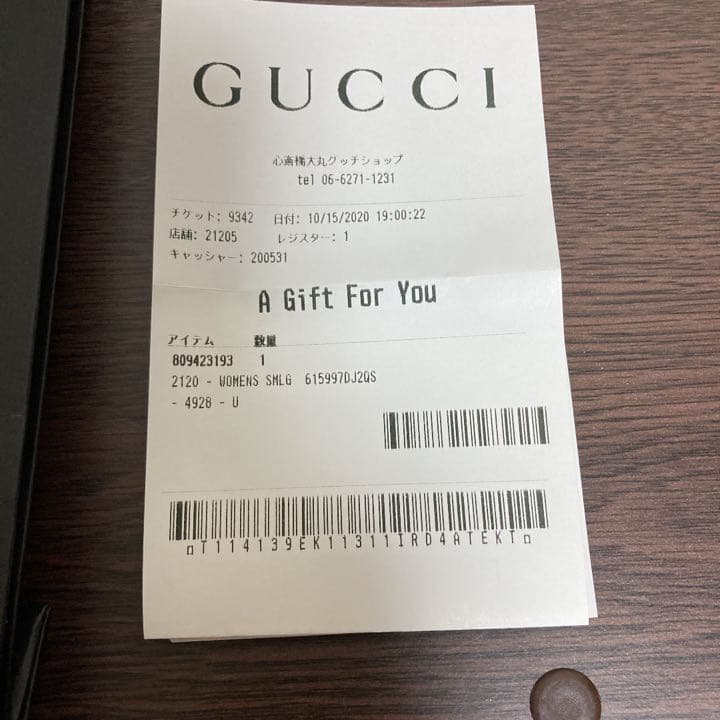 GUCCI
心斎橋大丸グッチショップ
tel 06-6271-1231
チケット: 9342 日付: 10/15/2020 19:00:22
店舗: 21205 レジスター: 1
キャッシャー: 200531
A Gift For You
アイテム 数量
809423193 1
2120 - WOMENS SMLG 615997DJ2QS
- 4928 - U
¤T114139EK11311IRD4ATEKT¤